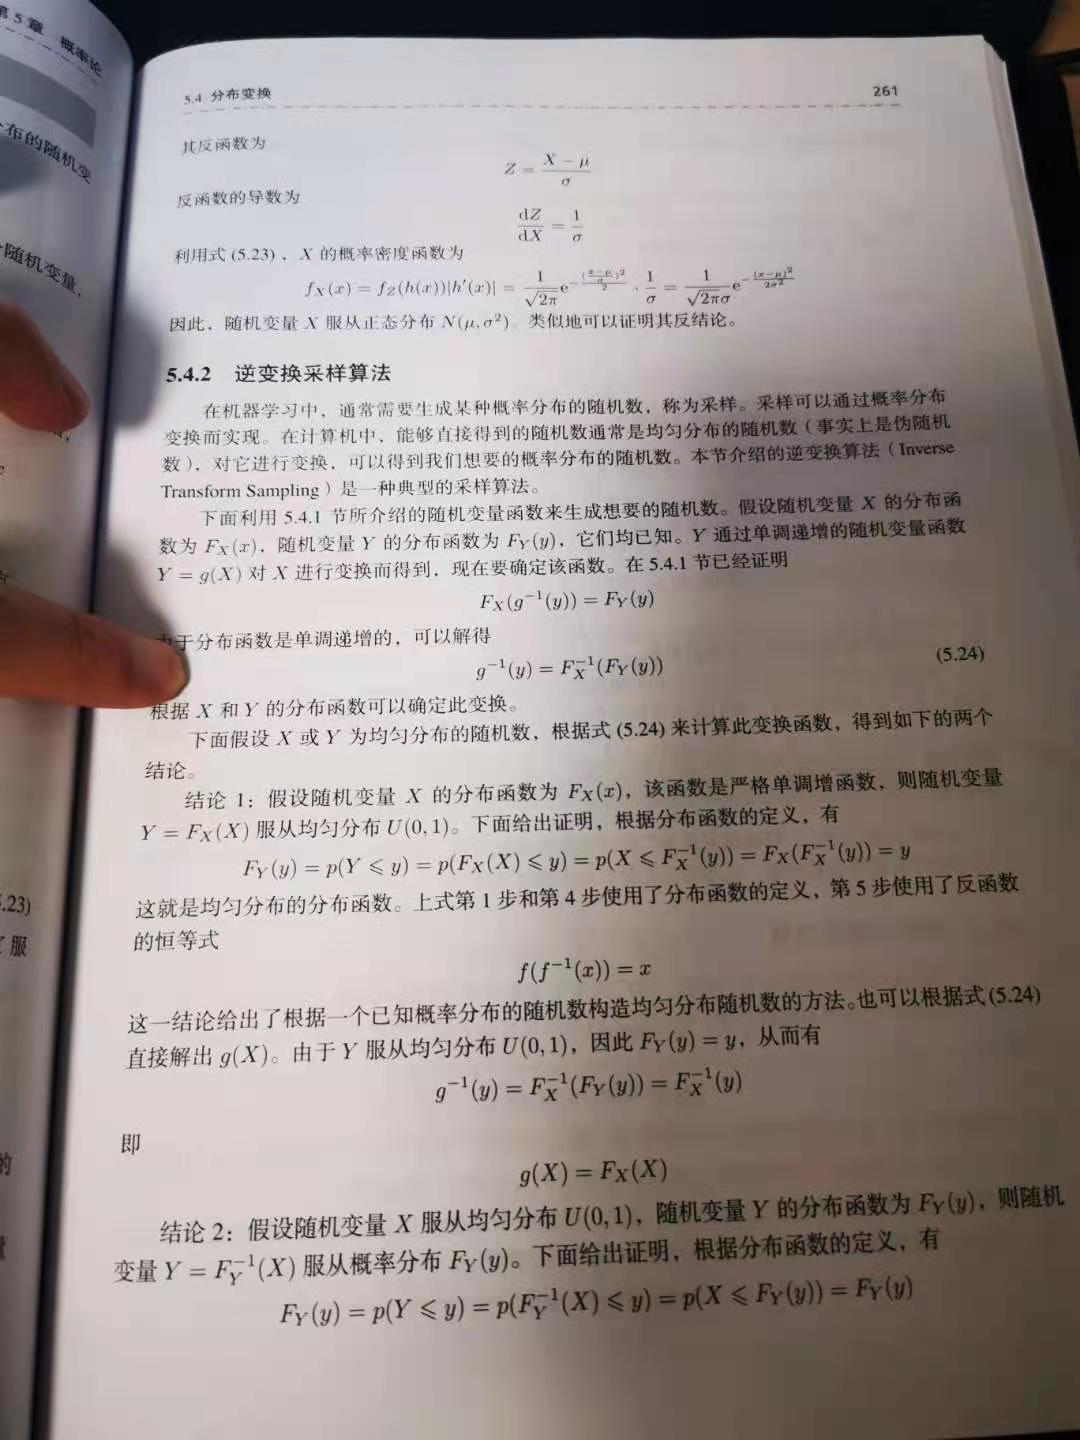 第 5 章 概率论
布的随机变
随机变量,
.23)
服
的
5.4 分布变换 261
其反函数为
Z = \frac{X − μ}{σ}
反函数的导数为
\frac{dZ}{dX} = \frac{1}{σ}
利用式 (5.23) ，X 的概率密度函数为
f_X(x) = f_Z(h(x))|h′(x)| = \frac{1}{\sqrt{2π}} e^{-\frac{(\frac{x−μ}{σ})^2}{2}} · \frac{1}{σ} = \frac{1}{\sqrt{2π}σ} e^{-\frac{(x−μ)^2}{2σ^2}}
因此，随机变量 X 服从正态分布 N(μ, σ²)。类似地可以证明其反结论。
5.4.2 逆变换采样算法
在机器学习中，通常需要生成某种概率分布的随机数，称为采样。采样可以通过概率分布
变换而实现。在计算机中，能够直接得到的随机数通常是均匀分布的随机数（事实上是伪随机
数），对它进行变换，可以得到我们想要的概率分布的随机数。本节介绍的逆变换算法（Inverse
Transform Sampling）是一种典型的采样算法。
下面利用 5.4.1 节所介绍的随机变量函数来生成想要的随机数。假设随机变量 X 的分布函
数为 F_X(x)，随机变量 Y 的分布函数为 F_Y(y)，它们均已知。Y 通过单调递增的随机变量函数
Y = g(X) 对 X 进行变换而得到，现在要确定该函数。在 5.4.1 节已经证明
F_X(g^{−1}(y)) = F_Y(y)
于分布函数是单调递增的，可以解得
g^{−1}(y) = F_X^{−1}(F_Y(y)) (5.24)
根据 X 和 Y 的分布函数可以确定此变换。
下面假设 X 或 Y 为均匀分布的随机数，根据式 (5.24) 来计算此变换函数，得到如下的两个
结论。
结论 1：假设随机变量 X 的分布函数为 F_X(x)，该函数是严格单调增函数，则随机变量
Y = F_X(X) 服从均匀分布 U(0, 1)。下面给出证明，根据分布函数的定义，有
F_Y(y) = p(Y ⩽ y) = p(F_X(X) ⩽ y) = p(X ⩽ F_X^{−1}(y)) = F_X(F_X^{−1}(y)) = y
这就是均匀分布的分布函数。上式第 1 步和第 4 步使用了分布函数的定义，第 5 步使用了反函数
的恒等式
f(f^{−1}(x)) = x
这一结论给出了根据一个已知概率分布的随机数构造均匀分布随机数的方法。也可以根据式 (5.24)
直接解出 g(X)。由于 Y 服从均匀分布 U(0, 1)，因此 F_Y(y) = y，从而有
g^{−1}(y) = F_X^{−1}(F_Y(y)) = F_X^{−1}(y)
即
g(X) = F_X(X)
结论 2：假设随机变量 X 服从均匀分布 U(0, 1)，随机变量 Y 的分布函数为 F_Y(y)，则随机
变量 Y = F_Y^{−1}(X) 服从概率分布 F_Y(y)。下面给出证明，根据分布函数的定义，有
F_Y(y) = p(Y ⩽ y) = p(F_Y^{−1}(X) ⩽ y) = p(X ⩽ F_Y(y)) = F_Y(y)